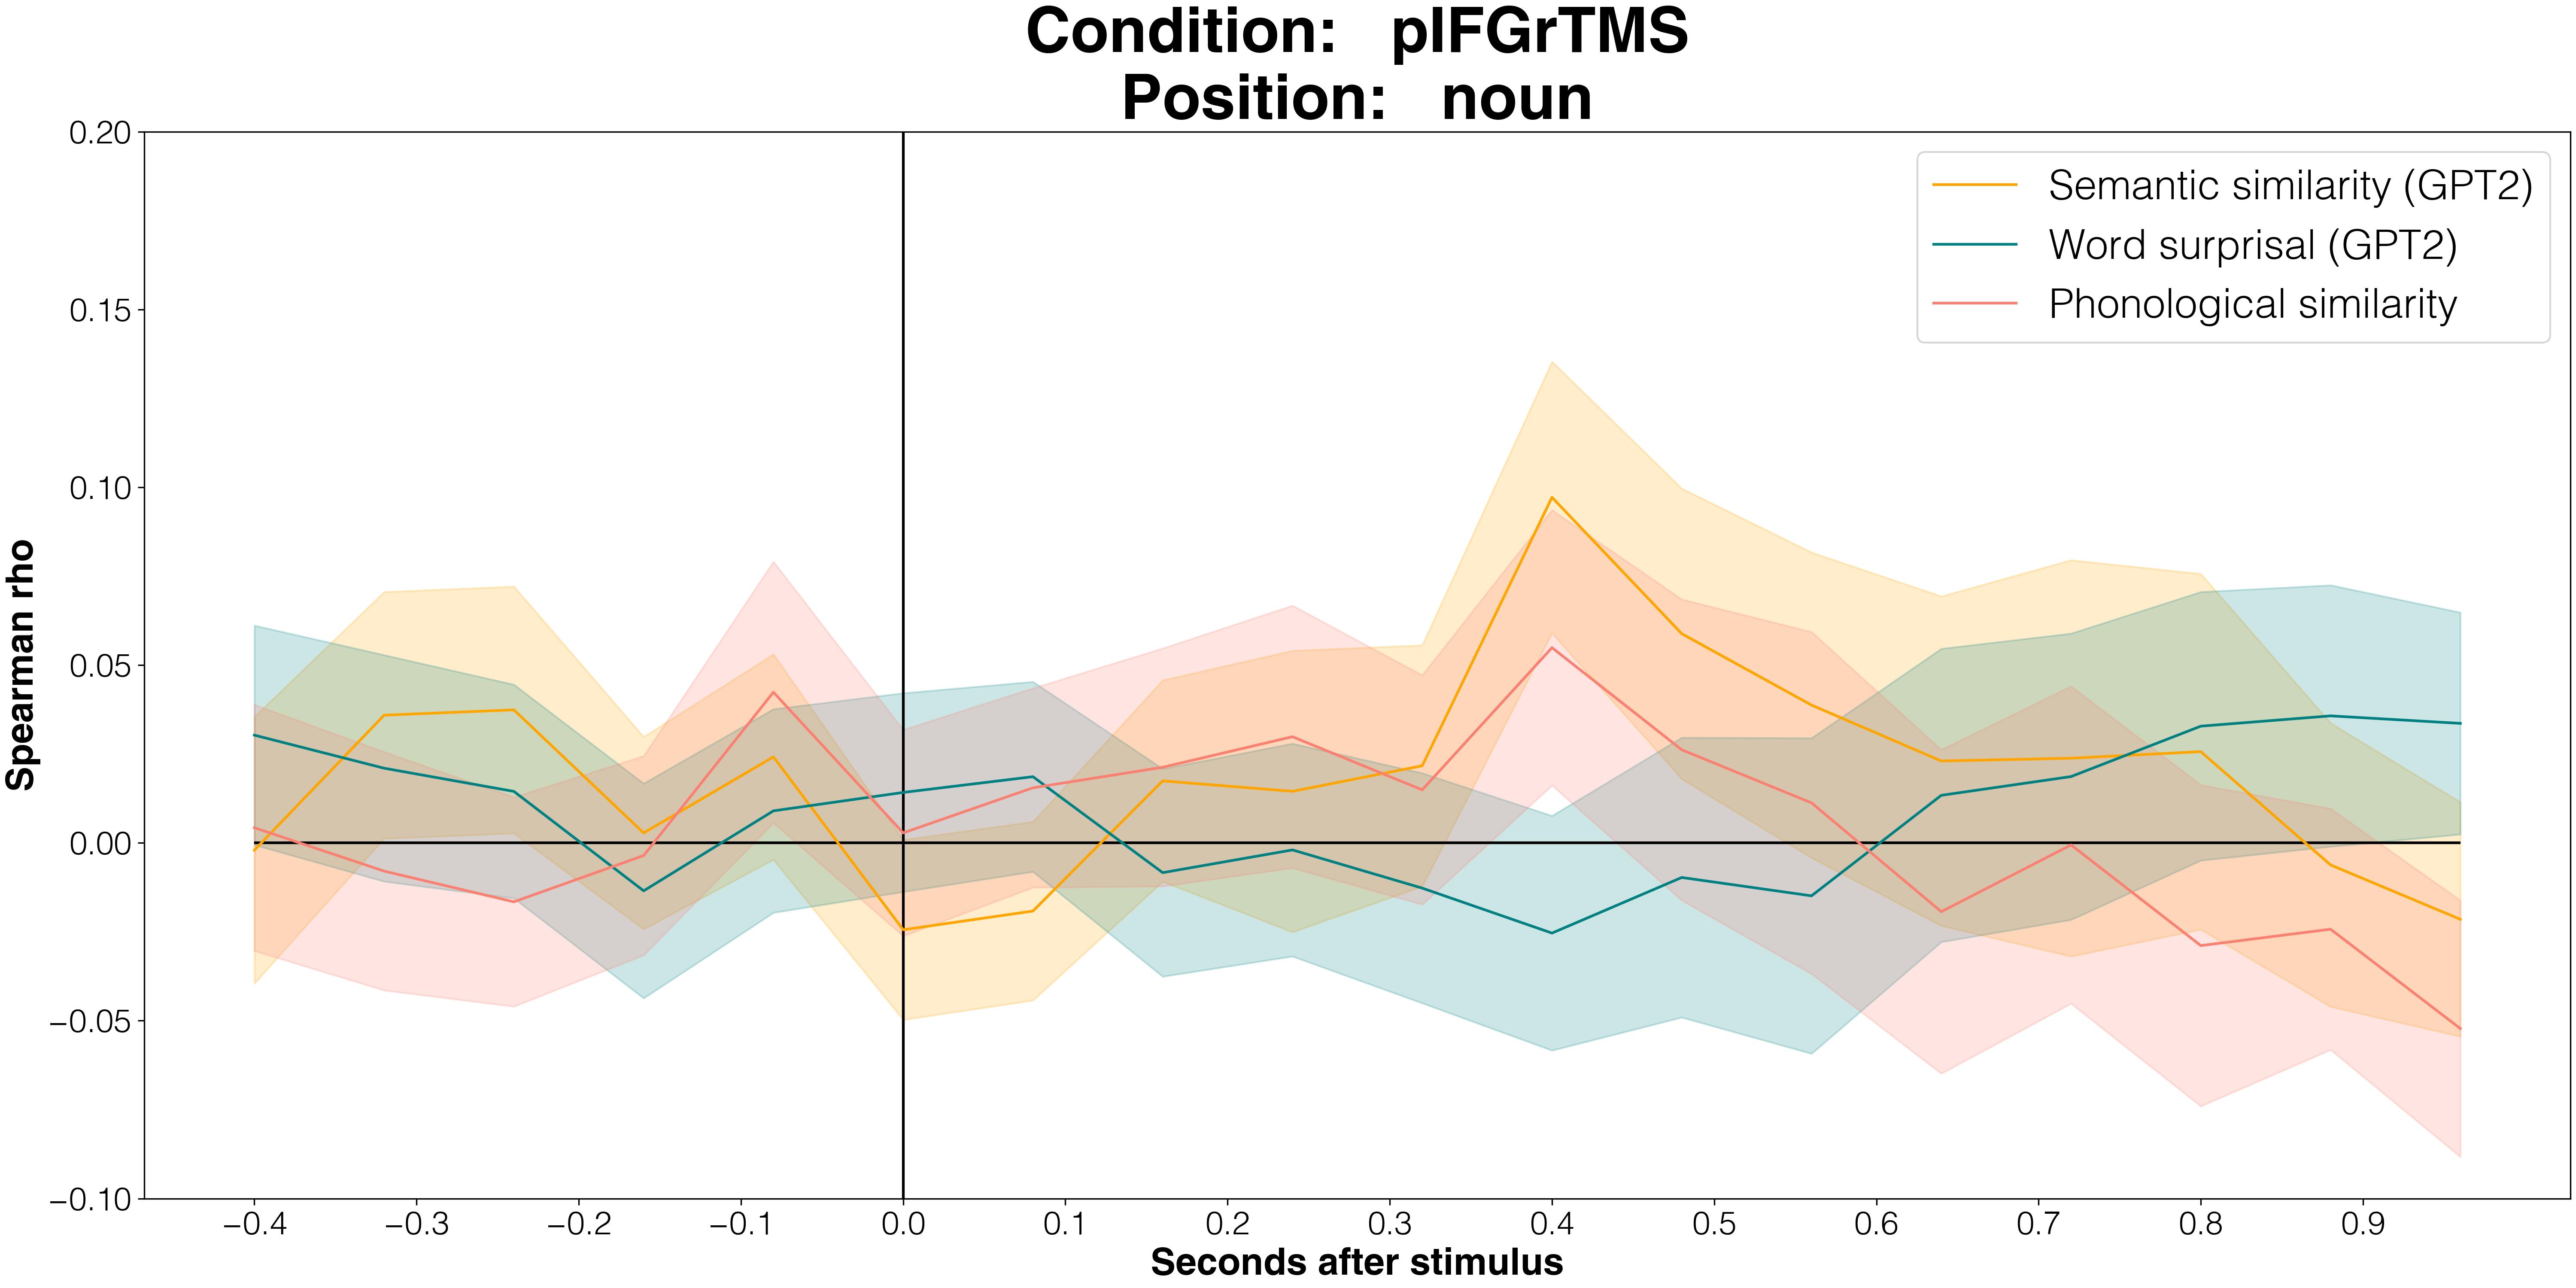 Condition: pIFGrTMS
Position: noun
0.20
0.15
0.10
0.05
0.00
−0.05
−0.10
Spearman rho
Semantic similarity (GPT2)
Word surprisal (GPT2)
Phonological similarity
−0.4 −0.3 −0.2 −0.1 0.0 0.1 0.2 0.3 0.4 0.5 0.6 0.7 0.8 0.9
Seconds after stimulus